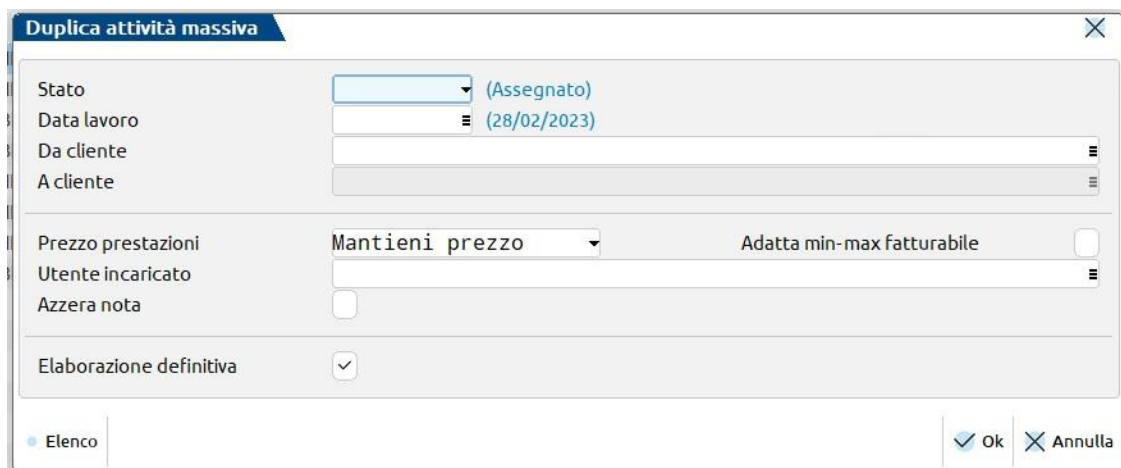 Duplica attività massiva
Stato (Assegnato)
Data lavoro (28/02/2023)
Da cliente
A cliente
Prezzo prestazioni Mantieni prezzo Adatta min-max fatturabile
Utente incaricato
Azzera nota
Elaborazione definitiva
Elenco Ok Annulla